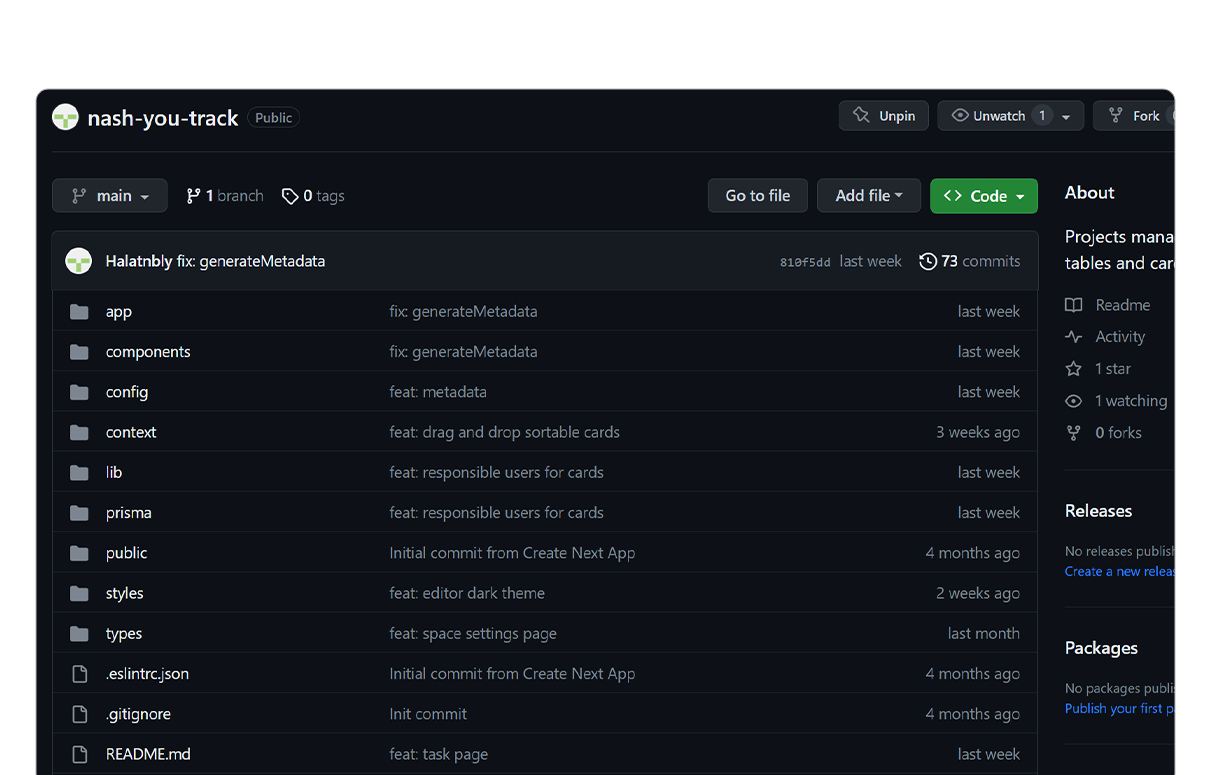 nash-you-track Public
Unpin
Unwatch 1
Fork
main
1 branch
0 tags
Go to file
Add file
Code
Halatnbly fix: generateMetadata
810f5dd last week
73 commits
app fix: generateMetadata last week
components fix: generateMetadata last week
config feat: metadata last week
context feat: drag and drop sortable cards 3 weeks ago
lib feat: responsible users for cards last week
prisma feat: responsible users for cards last week
public Initial commit from Create Next App 4 months ago
styles feat: editor dark theme 2 weeks ago
types feat: space settings page last month
.eslintrc.json Initial commit from Create Next App 4 months ago
.gitignore Init commit 4 months ago
README.md feat: task page last week
About
Projects mana
tables and car
Readme
Activity
1 star
1 watching
0 forks
Releases
No releases publish
Create a new relea
Packages
No packages publi
Publish your first p